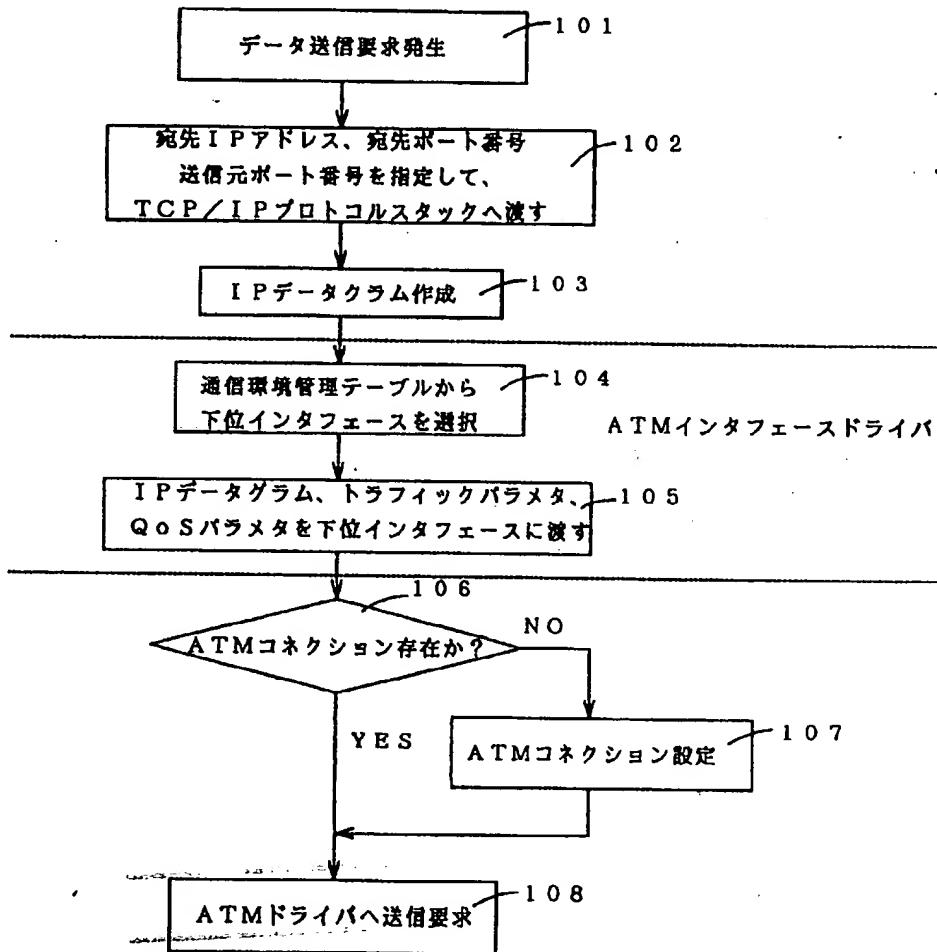 データ送信要求発生
101
宛先IPアドレス、宛先ポート番号
送信元ポート番号を指定して、
TCP/IPプロトコルスタックへ渡す
102
IPデータクラム作成
103
通信環境管理テーブルから
下位インタフェースを選択
104
ATMインタフェースドライバ
IPデータグラム、トラフィックパラメタ、
QoSパラメタを下位インタフェースに渡す
105
106
ATMコネクション存在か?
NO
YES
ATMコネクション設定
107
ATMドライバへ送信要求
108